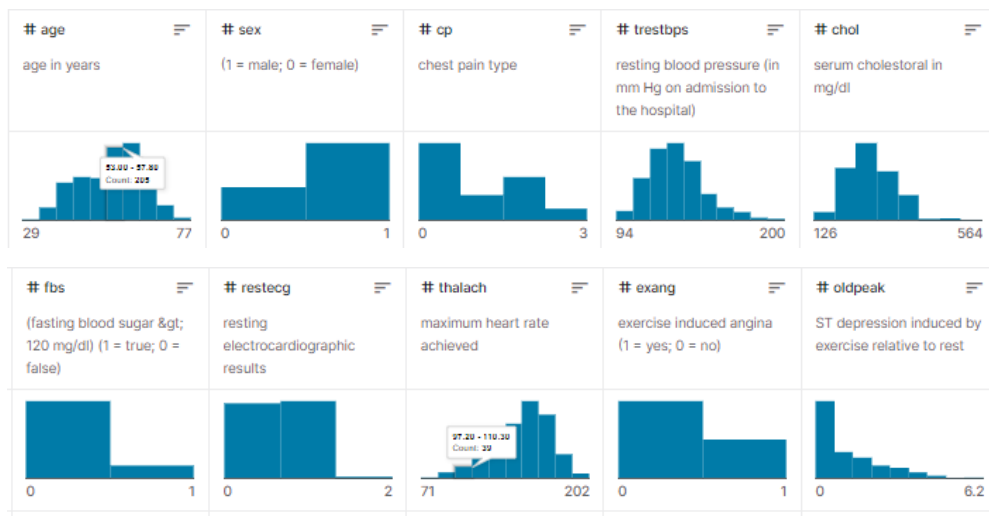 # age
# sex
# cp
# trestbps
# chol
age in years
(1 = male; 0 = female)
chest pain type
resting blood pressure (in
mm Hg on admission to
the hospital)
serum cholestoral in
mg/dl
53.00 - 57.80
Count: 205
29 77
0 1
0 3
94 200
126 564
# fbs
# restecg
# thalach
# exang
# oldpeak
(fasting blood sugar &gt;
120 mg/dl) (1 = true; 0 =
false)
resting
electrocardiographic
results
maximum heart rate
achieved
exercise induced angina
(1 = yes; 0 = no)
ST depression induced by
exercise relative to rest
97.20 - 110.30
Count: 39
0 1
0 2
71 202
0 1
0 6.2